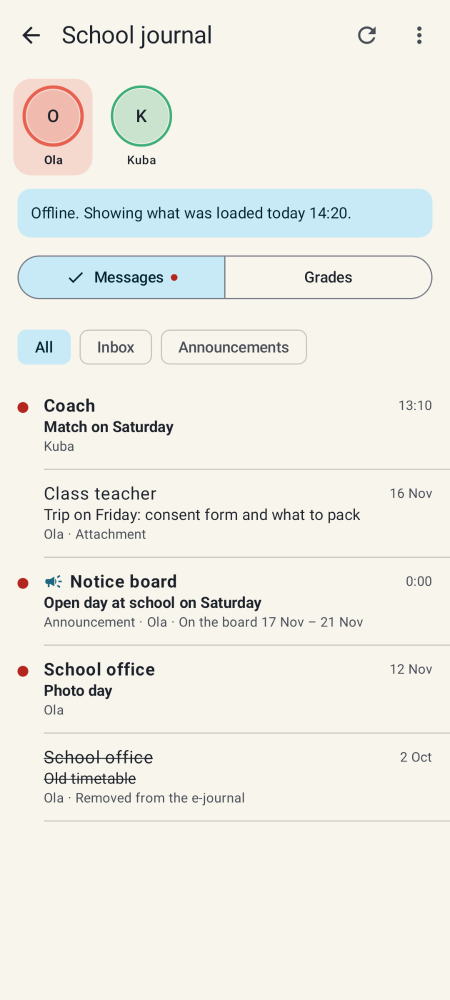 School journal
O
K
Ola
Kuba
Offline. Showing what was loaded today 14:20.
Messages
Grades
All
Inbox
Announcements
Coach
13:10
Match on Saturday
Kuba
Class teacher
16 Nov
Trip on Friday: consent form and what to pack
Ola · Attachment
Notice board
0:00
Open day at school on Saturday
Announcement · Ola · On the board 17 Nov – 21 Nov
School office
12 Nov
Photo day
Ola
School office
2 Oct
Old timetable
Ola · Removed from the e-journal